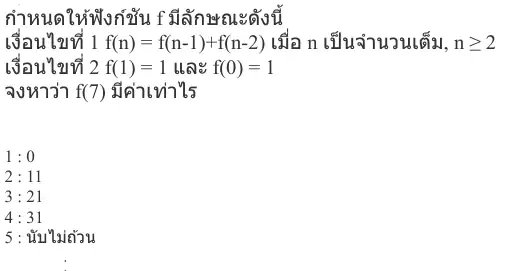 กำหนดให้ฟังก์ชัน f มีลักษณะดังนี้
เงื่อนไขที่ 1 f(n) = f(n-1)+f(n-2) เมื่อ n เป็นจำนวนเต็ม, n ≥ 2
เงื่อนไขที่ 2 f(1) = 1 และ f(0) = 1
จงหาว่า f(7) มีค่าเท่าไร
1 : 0
2 : 11
3 : 21
4 : 31
5 : นับไม่ถ้วน